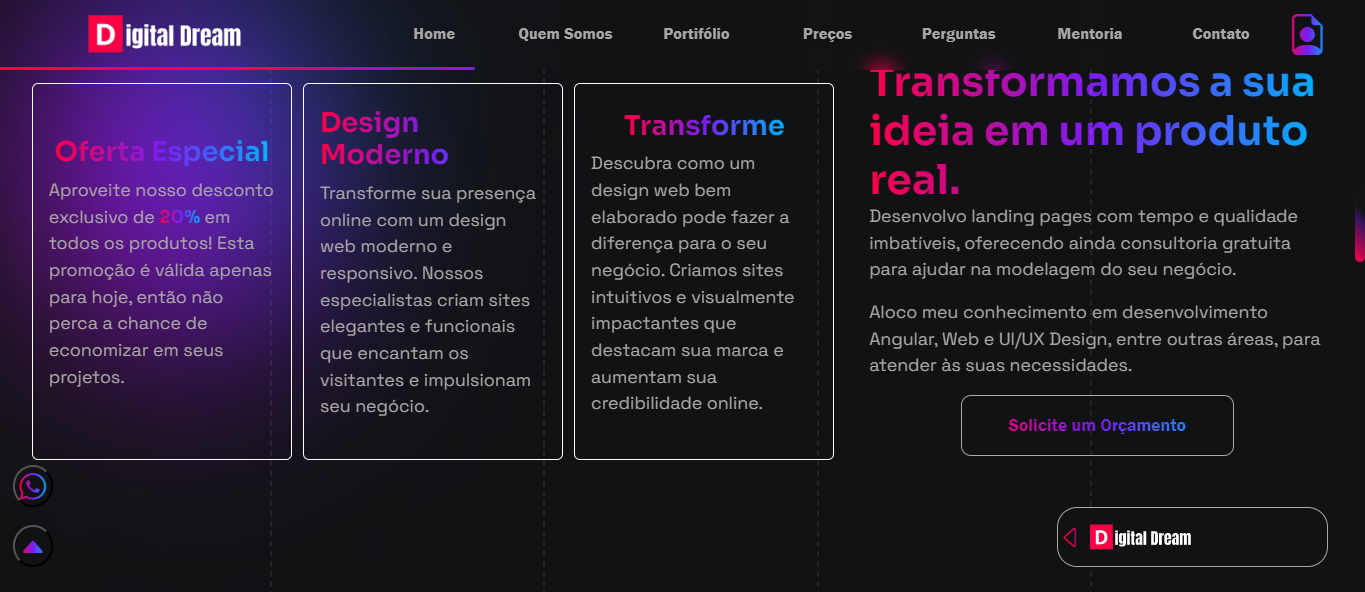 Digital Dream
Home
Quem Somos
Portifólio
Preços
Perguntas
Mentoria
Contato
Oferta Especial
Aproveite nosso desconto
exclusivo de 20% em
todos os produtos! Esta
promoção é válida apenas
para hoje, então não
perca a chance de
economizar em seus
projetos.
Design
Moderno
Transforme sua presença
online com um design
web moderno e
responsivo. Nossos
especialistas criam sites
elegantes e funcionais
que encantam os
visitantes e impulsionam
seu negócio.
Transforme
Descubra como um
design web bem
elaborado pode fazer a
diferença para o seu
negócio. Criamos sites
intuitivos e visualmente
impactantes que
destacam sua marca e
aumentam sua
credibilidade online.
Transformamos a sua
ideia em um produto
real.
Desenvolvo landing pages com tempo e qualidade
imbatíveis, oferecendo ainda consultoria gratuita
para ajudar na modelagem do seu negócio.
Aloco meu conhecimento em desenvolvimento
Angular, Web e UI/UX Design, entre outras áreas, para
atender às suas necessidades.
Solicite um Orçamento
Digital Dream